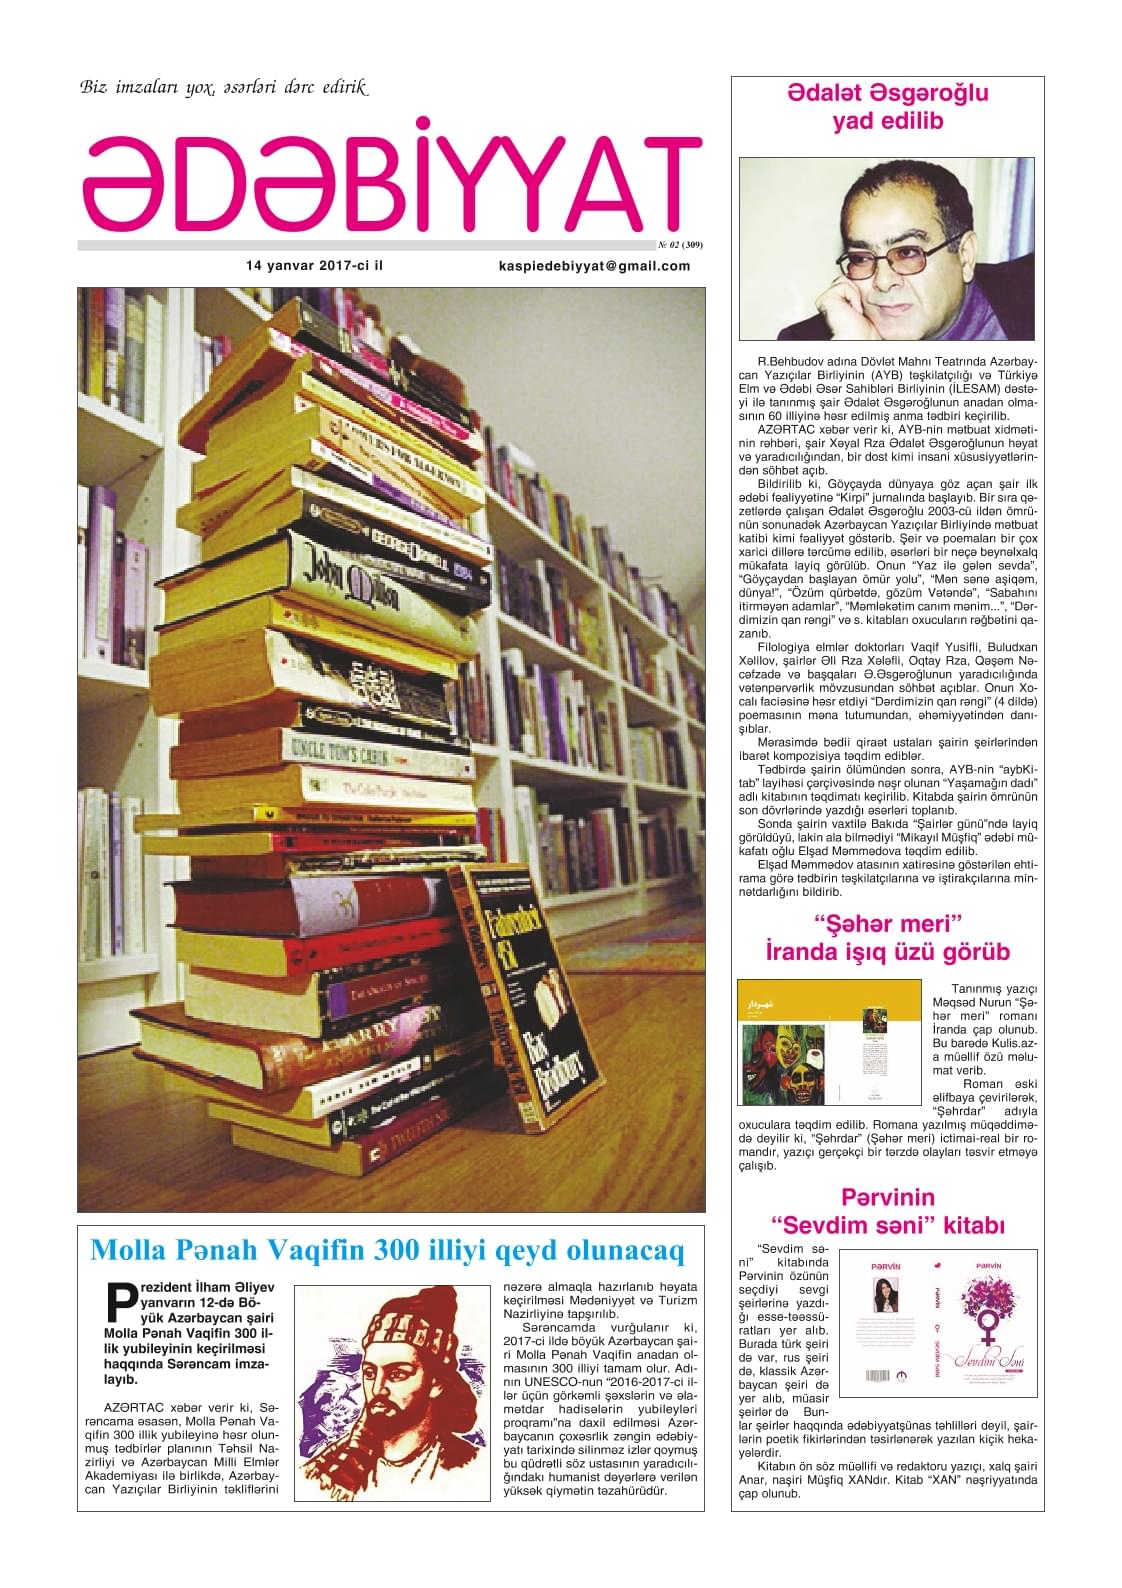 Biz imzaları yox, əsərləri dərc edirik
ƏDƏBİYYAT
№ 02 (309)
14 yanvar 2017-ci il
kaspiedebiyyat@gmail.com
GEORGE ORWELL 1984
John Milton
UNCLE TOM'S CABIN
The Color Purple
THE ORIGIN OF SPECIES
Fahrenheit
451
Ray
Bradbury
TWELFTH NIGHT
Molla Pənah Vaqifin 300 illiyi qeyd olunacaq
Prezident İlham Əliyev
yanvarın 12-də Bö-
yük Azərbaycan şairi
Molla Pənah Vaqifin 300 il-
lik yubileyinin keçirilməsi
haqqında Sərəncam imza-
layıb.
AZƏRTAC xəbər verir ki, Sə-
rəncama əsasən, Molla Pənah Va-
qifin 300 illik yubileyinə həsr olun-
muş tədbirlər planının Təhsil Na-
zirliyi və Azərbaycan Milli Elmlər
Akademiyası ilə birlikdə, Azərbay-
can Yazıçılar Birliyinin təkliflərini
nəzərə almaqla hazırlanıb həyata
keçirilməsi Mədəniyyət və Turizm
Nazirliyinə tapşırılıb.
Sərəncamda vurğulanır ki,
2017-ci ildə böyük Azərbaycan şai-
ri Molla Pənah Vaqifin anadan ol-
masının 300 illiyi tamam olur. Adı-
nın UNESCO-nun “2016-2017-ci il-
lər üçün görkəmli şəxslərin və əla-
mətdar hadisələrin yubileyləri
proqramı”na daxil edilməsi Azər-
baycanın çoxəsrlik zəngin ədəbiy-
yatı tarixində silinməz izlər qoymuş
bu qüdrətli söz ustasının yaradıcılı-
ğındakı humanist dəyərlərə verilən
yüksək qiymətin təzahürüdür.
Ədalət Əsgəroğlu
yad edilib
R.Behbudov adına Dövlət Mahnı Teatrında Azərbay-
can Yazıçılar Birliyinin (AYB) təşkilatçılığı və Türkiyə
Elm və Ədəbi Əsər Sahibləri Birliyinin (İLESAM) dəstə-
yi ilə tanınmış şair Ədalət Əsgəroğlunun anadan olma-
sının 60 illiyinə həsr edilmiş anma tədbiri keçirilib.
AZƏRTAC xəbər verir ki, AYB-nin mətbuat xidməti-
nin rəhbəri, şair Xəyal Rza Ədalət Əsgəroğlunun həyat
və yaradıcılığından, bir dost kimi insani xüsusiyyətlərin-
dən söhbət açıb.
Bildirilib ki, Göyçayda dünyaya göz açan şair ilk
ədəbi fəaliyyətinə “Kirpi” jurnalında başlayıb. Bir sıra qə-
zetlərdə çalışan Ədalət Əsgəroğlu 2003-cü ildən ömrü-
nün sonunadək Azərbaycan Yazıçılar Birliyində mətbuat
katibi kimi fəaliyyət göstərib. Şeir və poemaları bir çox
xarici dillərə tərcümə edilib, əsərləri bir neçə beynəlxalq
mükafata layiq görülüb. Onun “Yaz ilə gələn sevda”,
“Göyçaydan başlayan ömür yolu”, “Mən sənə aşiqəm,
dünya!”, “Özüm qürbətdə, gözüm Vətəndə”, “Sabahını
itirməyən adamlar”, “Məmləkətim canım mənim...”, “Dər-
dimizin qan rəngi” və s. kitabları oxucuların rəğbətini qa-
zanıb.
Filologiya elmlər doktorları Vaqif Yusifli, Buludxan
Xəlilov, şairlər Əli Rza Xələfli, Oqtay Rza, Qəşəm Nə-
cəfzadə və başqaları Ə.Əsgəroğlunun yaradıcılığında
vətənpərvərlik mövzusundan söhbət açıblar. Onun Xo-
calı faciəsinə həsr etdiyi “Dərdimizin qan rəngi” (4 dildə)
poemasının məna tutumundan, əhəmiyyətindən danı-
şıblar.
Mərasimdə bədii qiraət ustaları şairin şeirlərindən
ibarət kompozisiya təqdim ediblər.
Tədbirdə şairin ölümündən sonra, AYB-nin “aybKi-
tab” layihəsi çərçivəsində nəşr olunan “Yaşamağın dadı”
adlı kitabının təqdimatı keçirilib. Kitabda şairin ömrünün
son dövrlərində yazdığı əsərləri toplanıb.
Sonda şairin vaxtilə Bakıda “Şairlər günü”ndə layiq
görüldüyü, lakin ala bilmədiyi “Mikayıl Müşfiq” ədəbi mü-
kafatı oğlu Elşad Məmmədova təqdim edilib.
Elşad Məmmədov atasının xatirəsinə göstərilən ehti-
rama görə tədbirin təşkilatçılarına və iştirakçılarına min-
nətdarlığını bildirib.
“Şəhər meri”
İranda işıq üzü görüb
شهردار
Tanınmış yazıçı
Məqsəd Nurun “Şə-
hər meri” romanı
İranda çap olunub.
Bu barədə Kulis.az-
a müəllif özü məlu-
mat verib.
Roman əski
əlifbaya çevirilərək,
“Şəhrdar” adıyla
oxuculara təqdim edilib. Romana yazılmış müqəddimə-
də deyilir ki, “Şəhrdar” (Şəhər meri) ictimai-real bir ro-
mandır, yazıçı gerçəkçi bir tərzdə olayları təsvir etməyə
çalışıb.
Pərvinin
“Sevdim səni” kitabı
“Sevdim sə-
ni” kitabında
Pərvinin özünün
seçdiyi sevgi
şeirlərinə yazdı-
ğı esse-təəssü-
ratları yer alıb.
Burada türk şeiri
də var, rus şeiri
də, klassik Azər-
baycan şeiri də
yer alıb, müasir
şeirlər də Bun-
lar şeirlər haqqında ədəbiyyatşünas təhlilləri deyil, şair-
lərin poetik fikirlərindən təsirlənərək yazılan kiçik heka-
yələrdir.
Kitabın ön söz müəllifi və redaktoru yazıçı, xalq şairi
Anar, naşiri Müşfiq XANdır. Kitab “XAN” nəşriyyatında
çap olunub.
PƏRVİN
PƏRVİN
SEVDİM SƏNİ
PƏRVİN
Sevdim Səni